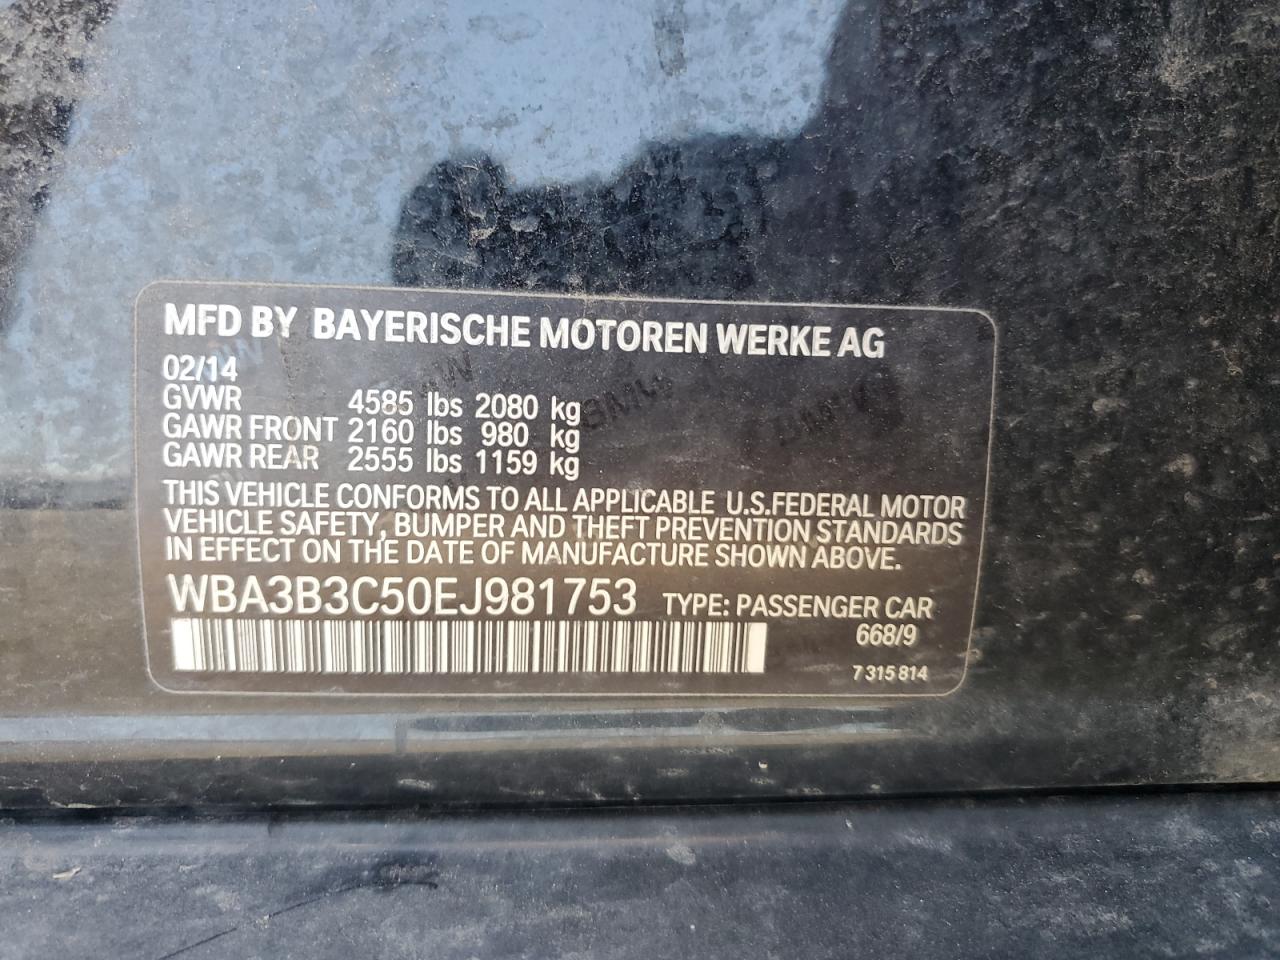 MFD BY BAYERISCHE MOTOREN WERKE AG
02/14
GVWR 4585 lbs 2080 kg
GAWR FRONT 2160 lbs 980 kg
GAWR REAR 2555 lbs 1159 kg
THIS VEHICLE CONFORMS TO ALL APPLICABLE U.S.FEDERAL MOTOR
VEHICLE SAFETY, BUMPER AND THEFT PREVENTION STANDARDS
IN EFFECT ON THE DATE OF MANUFACTURE SHOWN ABOVE.
WBA3B3C50EJ981753 TYPE: PASSENGER CAR
668/9
7 315 814